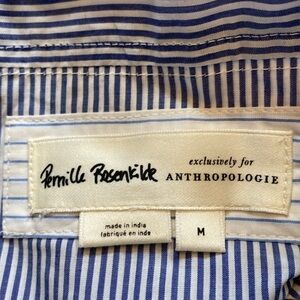 Pernille Rosenkilde
exclusively for
ANTHROPOLOGIE
made in india
fabriqué en inde
M